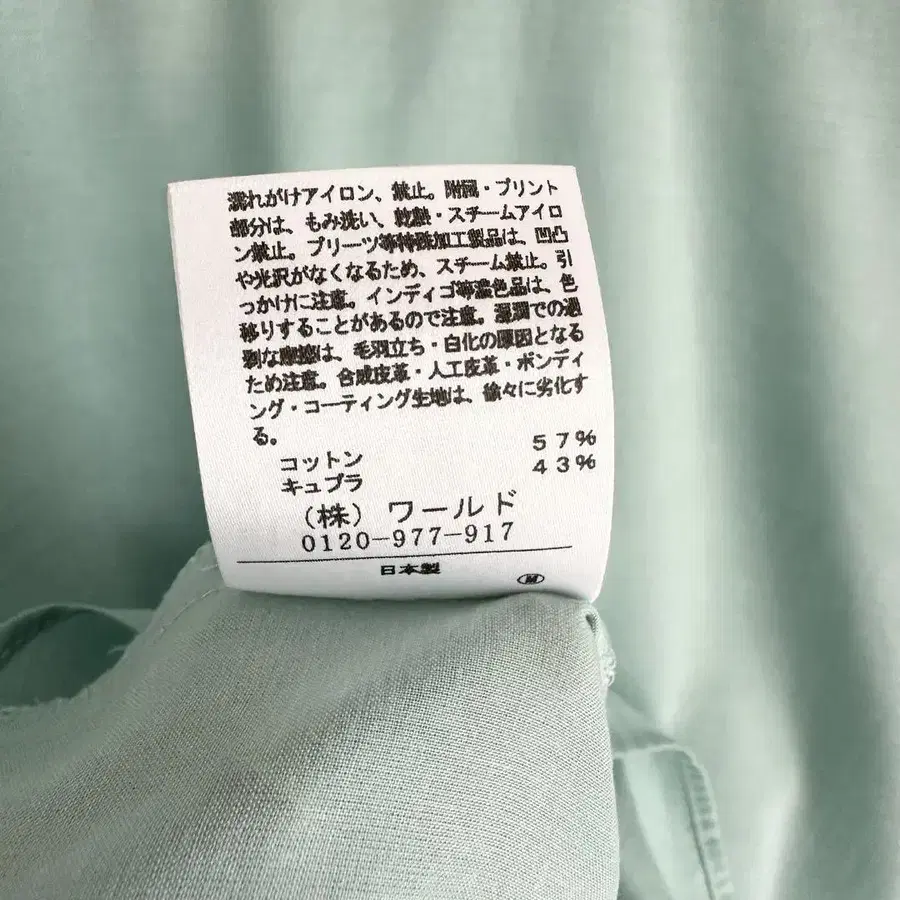 濡れがけアイロン、禁止。附属・プリント
部分は、もみ洗い、乾熱・スチームアイロ
ン禁止。プリーツ等特殊加工製品は、凹凸
や光沢がなくなるため、スチーム禁止。引
っかけに注意。インディゴ等濃色品は、色
移りすることがあるので注意。湿潤での過
剰な摩擦は、毛羽立ち・白化の原因となる
ため注意。合成皮革・人工皮革・ボンディ
ング・コーティング生地は、徐々に劣化す
る。
コットン 57%
キュプラ 43%
(株) ワールド
0120-977-917
日本製
M